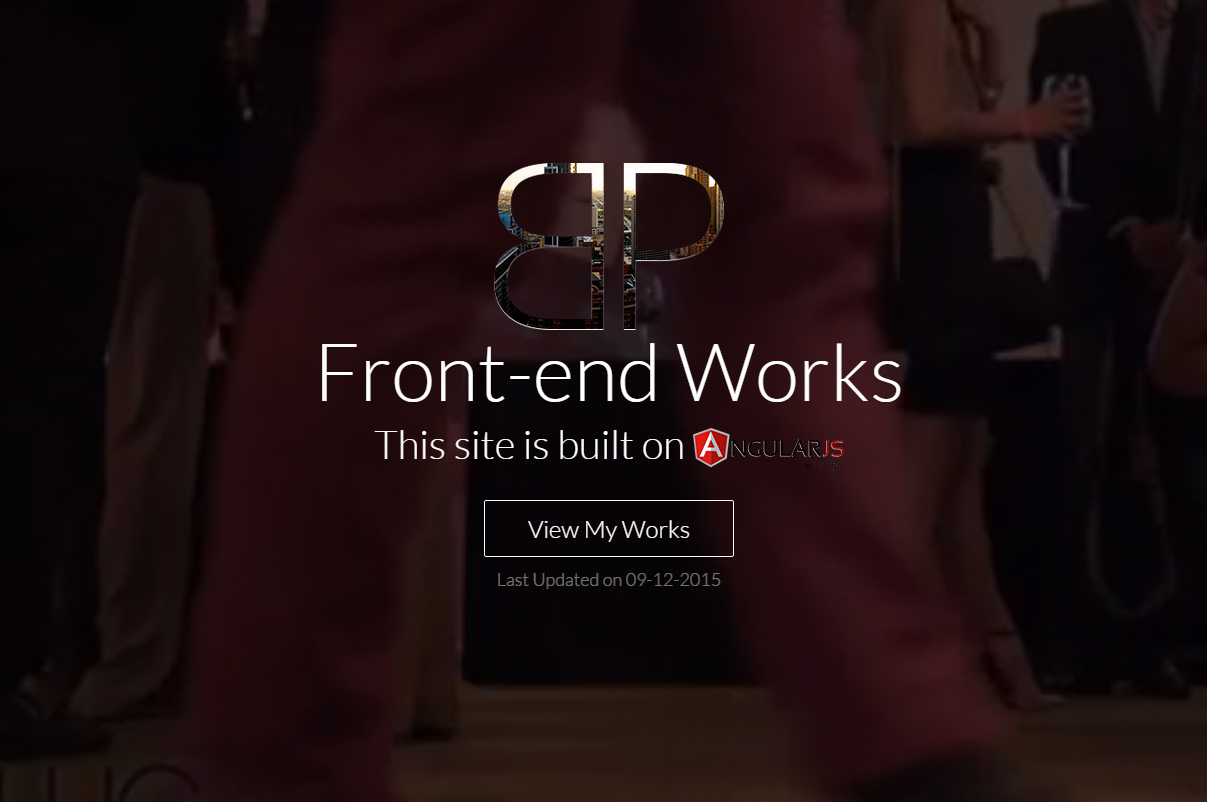 BP
Front-end Works
This site is built on ANGULARJS
View My Works
Last Updated on 09-12-2015